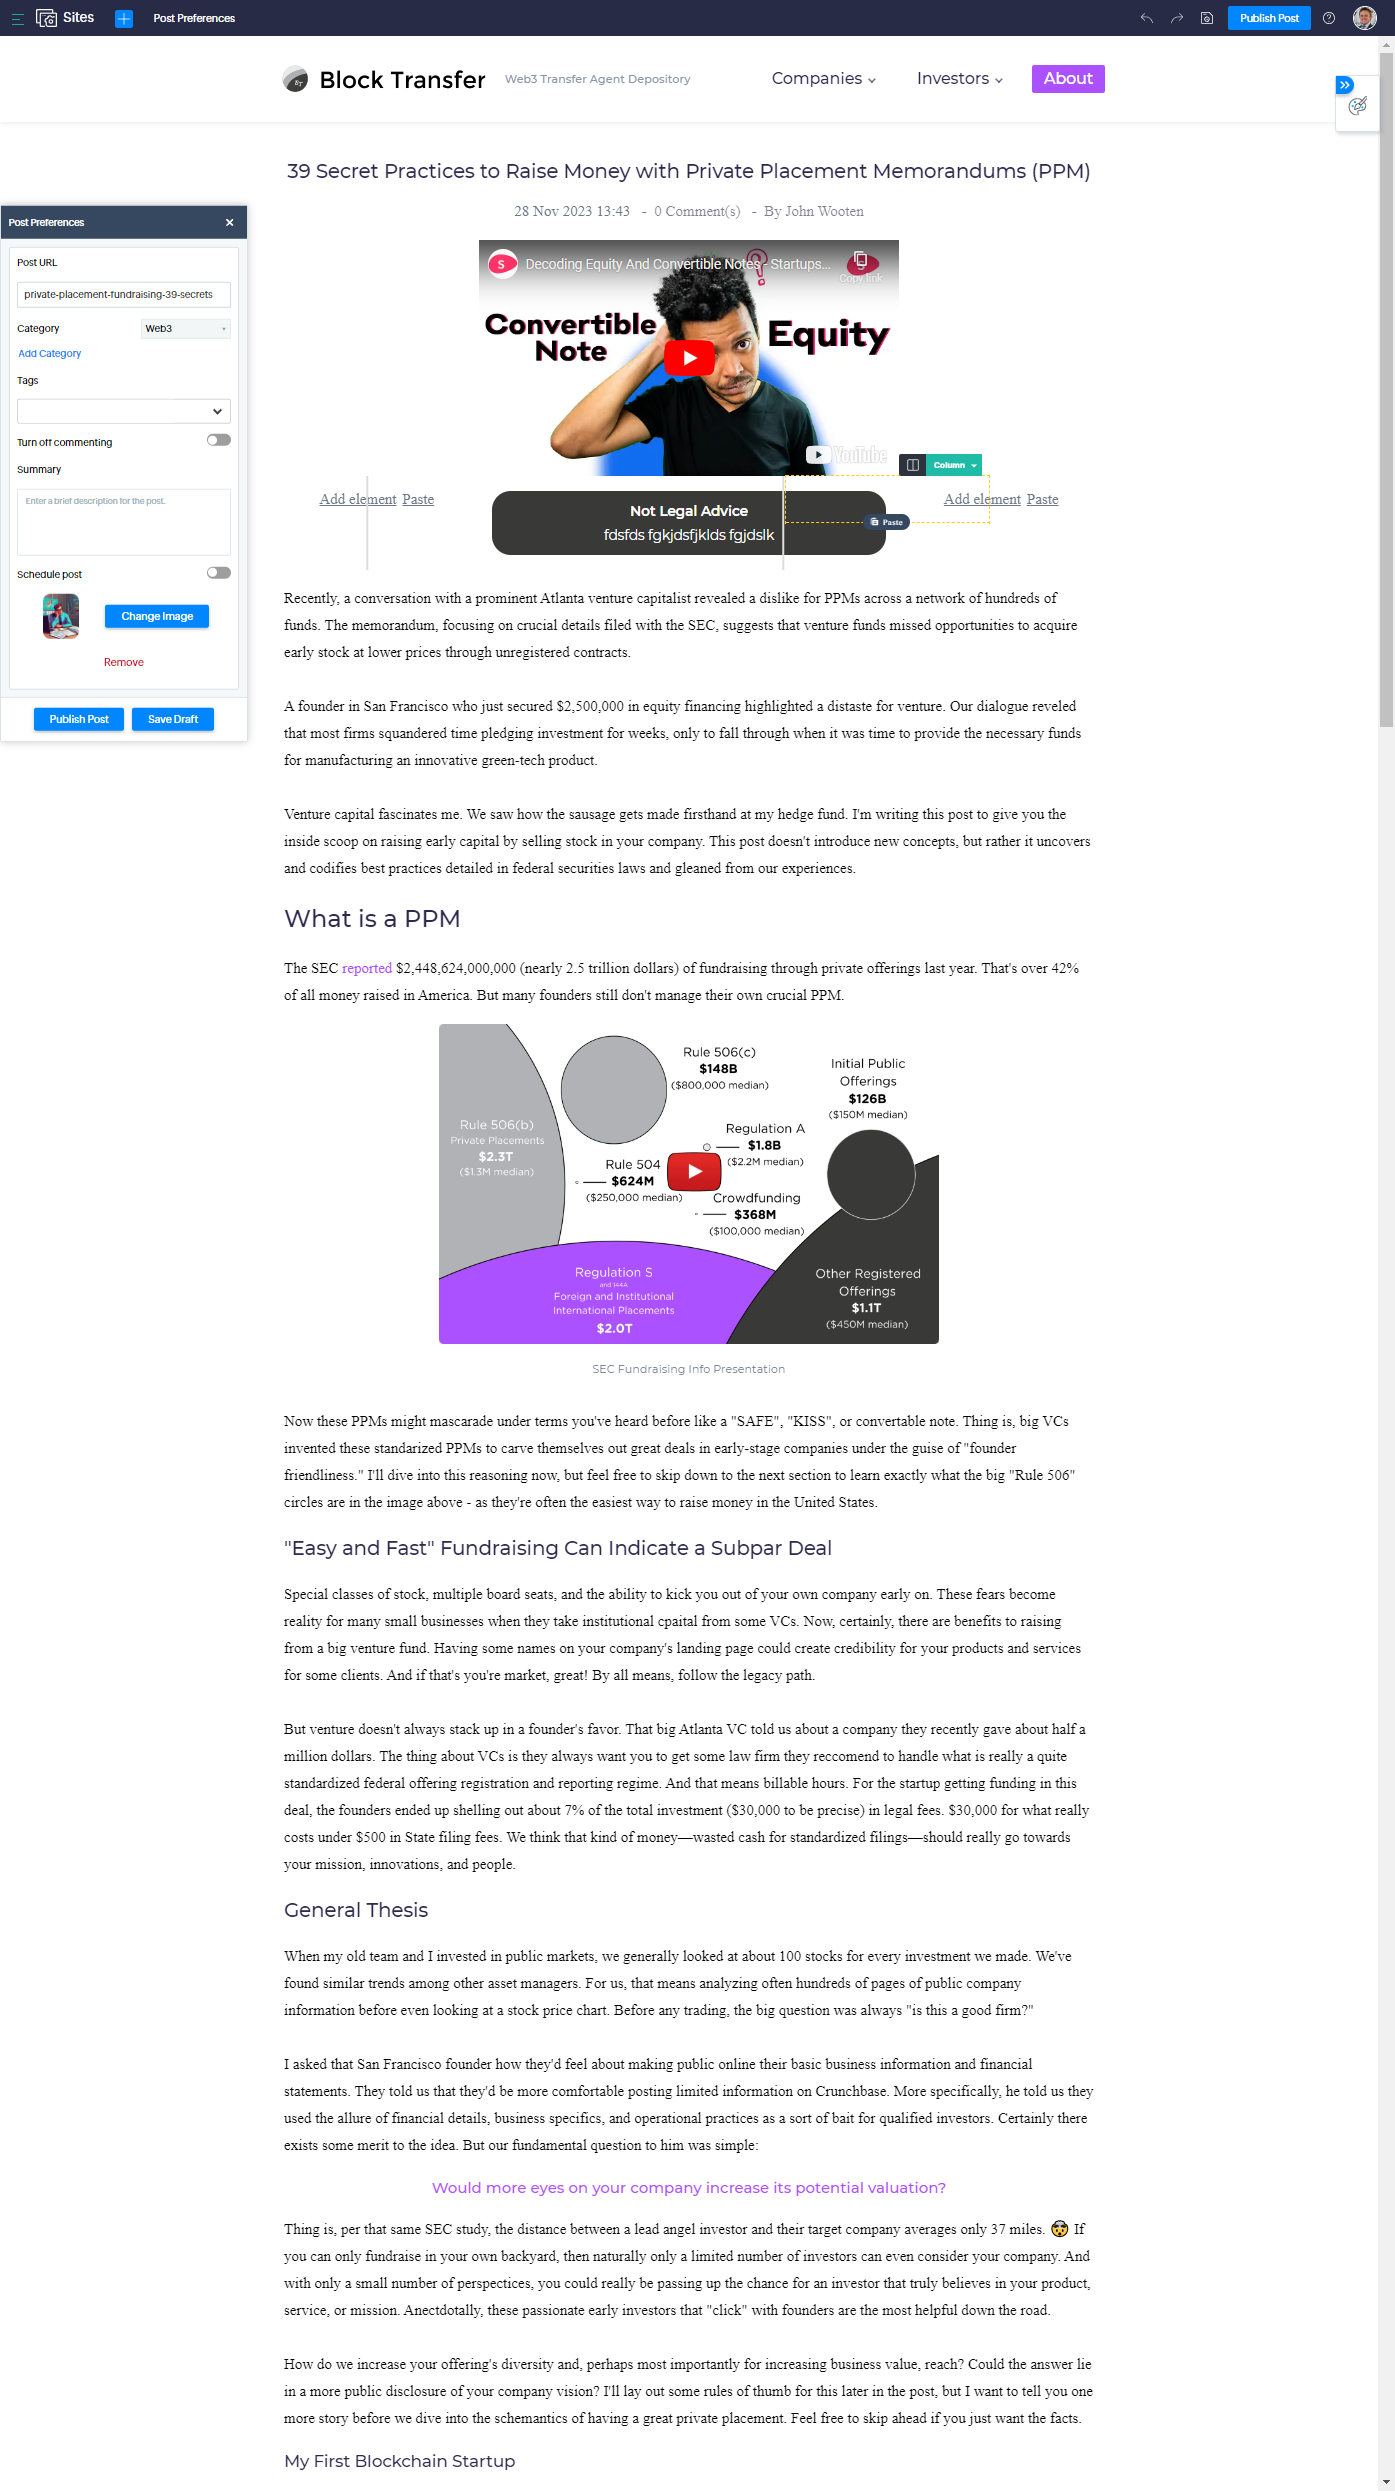 Sites
Post Preferences
Publish Post
Block Transfer
Web3 Transfer Agent Depository
Companies
Investors
About
39 Secret Practices to Raise Money with Private Placement Memorandums (PPM)
28 Nov 2023 13:43 - 0 Comment(s) - By John Wooten
Post Preferences
Post URL
private-placement-fundraising-39-secrets
Category
Web3
Add Category
Tags
Turn off commenting
Summary
Enter a brief description for the post.
Schedule post
Change Image
Remove
Publish Post
Save Draft
S
Decoding Equity And Convertible Notes - Startups...
Copy link
Convertible
Note
Equity
YouTube
Column
Add element Paste
Not Legal Advice
fdsfds fgkjdsfjklds fgjdslk
Paste
Add element Paste
Recently, a conversation with a prominent Atlanta venture capitalist revealed a dislike for PPMs across a network of hundreds of
funds. The memorandum, focusing on crucial details filed with the SEC, suggests that venture funds missed opportunities to acquire
early stock at lower prices through unregistered contracts.
A founder in San Francisco who just secured $2,500,000 in equity financing highlighted a distaste for venture. Our dialogue reveled
that most firms squandered time pledging investment for weeks, only to fall through when it was time to provide the necessary funds
for manufacturing an innovative green-tech product.
Venture capital fascinates me. We saw how the sausage gets made firsthand at my hedge fund. I'm writing this post to give you the
inside scoop on raising early capital by selling stock in your company. This post doesn't introduce new concepts, but rather it uncovers
and codifies best practices detailed in federal securities laws and gleaned from our experiences.
What is a PPM
The SEC reported $2,448,624,000,000 (nearly 2.5 trillion dollars) of fundraising through private offerings last year. That's over 42%
of all money raised in America. But many founders still don't manage their own crucial PPM.
Rule 506(b)
Private Placements
$2.3T
($1.3M median)
Rule 506(c)
$148B
($800,000 median)
Initial Public
Offerings
$126B
($150M median)
Regulation A
$1.8B
($2.2M median)
Rule 504
$624M
($250,000 median)
Crowdfunding
$368M
($100,000 median)
Regulation S
and 144A
Foreign and Institutional
International Placements
$2.0T
Other Registered
Offerings
$1.1T
($450M median)
SEC Fundraising Info Presentation
Now these PPMs might mascarade under terms you've heard before like a "SAFE", "KISS", or convertable note. Thing is, big VCs
invented these standarized PPMs to carve themselves out great deals in early-stage companies under the guise of "founder
friendliness." I'll dive into this reasoning now, but feel free to skip down to the next section to learn exactly what the big "Rule 506"
circles are in the image above - as they're often the easiest way to raise money in the United States.
"Easy and Fast" Fundraising Can Indicate a Subpar Deal
Special classes of stock, multiple board seats, and the ability to kick you out of your own company early on. These fears become
reality for many small businesses when they take institutional cpaital from some VCs. Now, certainly, there are benefits to raising
from a big venture fund. Having some names on your company's landing page could create credibility for your products and services
for some clients. And if that's you're market, great! By all means, follow the legacy path.
But venture doesn't always stack up in a founder's favor. That big Atlanta VC told us about a company they recently gave about half a
million dollars. The thing about VCs is they always want you to get some law firm they reccomend to handle what is really a quite
standardized federal offering registration and reporting regime. And that means billable hours. For the startup getting funding in this
deal, the founders ended up shelling out about 7% of the total investment ($30,000 to be precise) in legal fees. $30,000 for what really
costs under $500 in State filing fees. We think that kind of money—wasted cash for standardized filings—should really go towards
your mission, innovations, and people.
General Thesis
When my old team and I invested in public markets, we generally looked at about 100 stocks for every investment we made. We've
found similar trends among other asset managers. For us, that means analyzing often hundreds of pages of public company
information before even looking at a stock price chart. Before any trading, the big question was always "is this a good firm?"
I asked that San Francisco founder how they'd feel about making public online their basic business information and financial
statements. They told us that they'd be more comfortable posting limited information on Crunchbase. More specifically, he told us they
used the allure of financial details, business specifics, and operational practices as a sort of bait for qualified investors. Certainly there
exists some merit to the idea. But our fundamental question to him was simple:
Would more eyes on your company increase its potential valuation?
Thing is, per that same SEC study, the distance between a lead angel investor and their target company averages only 37 miles. 🤯 If
you can only fundraise in your own backyard, then naturally only a limited number of investors can even consider your company. And
with only a small number of perspectices, you could really be passing up the chance for an investor that truly believes in your product,
service, or mission. Anectdotally, these passionate early investors that "click" with founders are the most helpful down the road.
How do we increase your offering's diversity and, perhaps most importantly for increasing business value, reach? Could the answer lie
in a more public disclosure of your company vision? I'll lay out some rules of thumb for this later in the post, but I want to tell you one
more story before we dive into the schemantics of having a great private placement. Feel free to skip ahead if you just want the facts.
My First Blockchain Startup